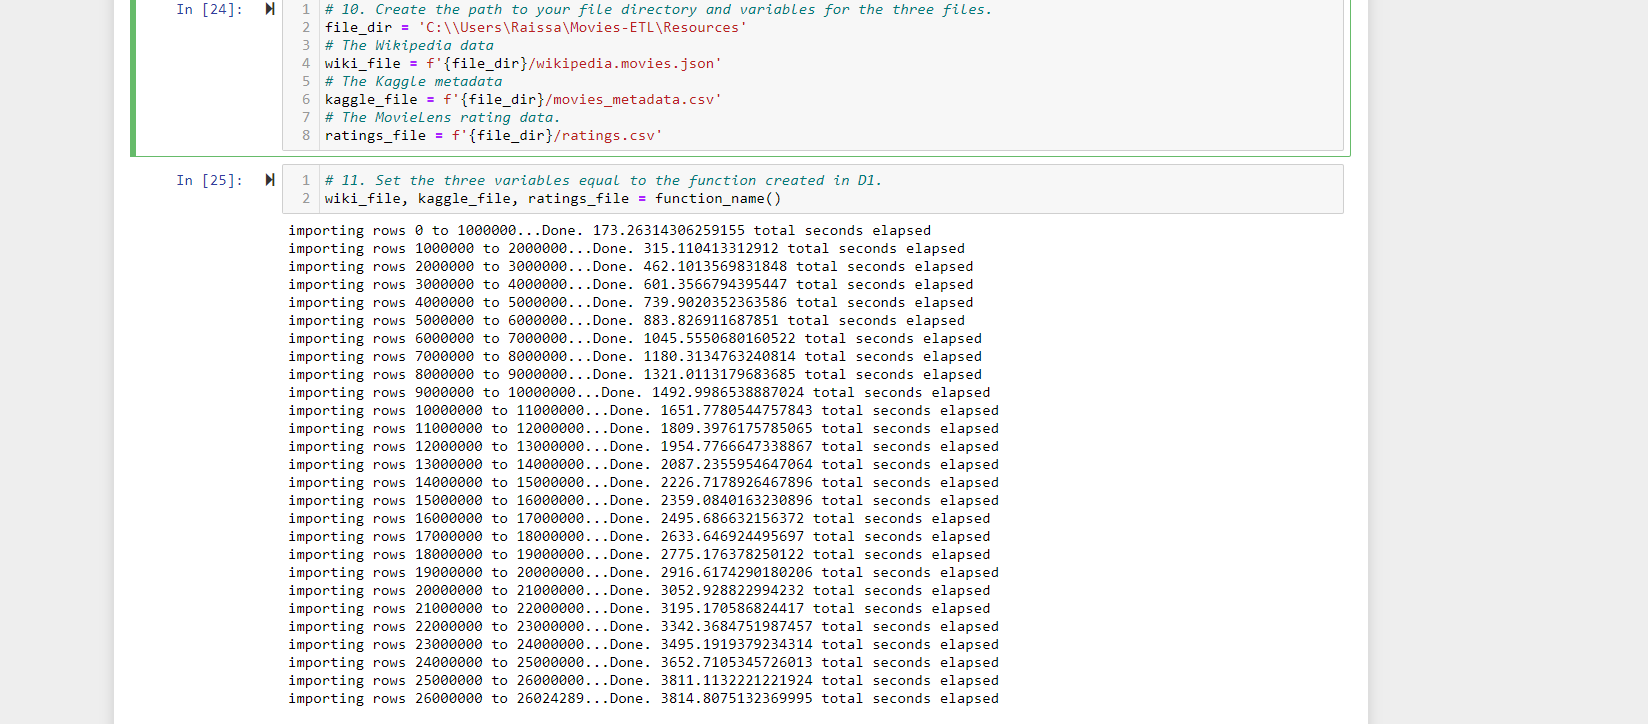 In [24]:
1 # 10. Create the path to your file directory and variables for the three files.
2 file_dir = 'C:\\Users\Raissa\Movies-ETL\Resources'
3 # The Wikipedia data
4 wiki_file = f'{file_dir}/wikipedia.movies.json'
5 # The Kaggle metadata
6 kaggle_file = f'{file_dir}/movies_metadata.csv'
7 # The MovieLens rating data.
8 ratings_file = f'{file_dir}/ratings.csv'
In [25]:
1 # 11. Set the three variables equal to the function created in D1.
2 wiki_file, kaggle_file, ratings_file = function_name()
importing rows 0 to 1000000...Done. 173.26314306259155 total seconds elapsed
importing rows 1000000 to 2000000...Done. 315.110413312912 total seconds elapsed
importing rows 2000000 to 3000000...Done. 462.1013569831848 total seconds elapsed
importing rows 3000000 to 4000000...Done. 601.3566794395447 total seconds elapsed
importing rows 4000000 to 5000000...Done. 739.9020352363586 total seconds elapsed
importing rows 5000000 to 6000000...Done. 883.826911687851 total seconds elapsed
importing rows 6000000 to 7000000...Done. 1045.5550680160522 total seconds elapsed
importing rows 7000000 to 8000000...Done. 1180.3134763240814 total seconds elapsed
importing rows 8000000 to 9000000...Done. 1321.0113179683685 total seconds elapsed
importing rows 9000000 to 10000000...Done. 1492.9986538887024 total seconds elapsed
importing rows 10000000 to 11000000...Done. 1651.7780544757843 total seconds elapsed
importing rows 11000000 to 12000000...Done. 1809.3976175785065 total seconds elapsed
importing rows 12000000 to 13000000...Done. 1954.7766647338867 total seconds elapsed
importing rows 13000000 to 14000000...Done. 2087.2355954647064 total seconds elapsed
importing rows 14000000 to 15000000...Done. 2226.7178926467896 total seconds elapsed
importing rows 15000000 to 16000000...Done. 2359.0840163230896 total seconds elapsed
importing rows 16000000 to 17000000...Done. 2495.686632156372 total seconds elapsed
importing rows 17000000 to 18000000...Done. 2633.646924495697 total seconds elapsed
importing rows 18000000 to 19000000...Done. 2775.176378250122 total seconds elapsed
importing rows 19000000 to 20000000...Done. 2916.6174290180206 total seconds elapsed
importing rows 20000000 to 21000000...Done. 3052.928822994232 total seconds elapsed
importing rows 21000000 to 22000000...Done. 3195.170586824417 total seconds elapsed
importing rows 22000000 to 23000000...Done. 3342.3684751987457 total seconds elapsed
importing rows 23000000 to 24000000...Done. 3495.1919379234314 total seconds elapsed
importing rows 24000000 to 25000000...Done. 3652.7105345726013 total seconds elapsed
importing rows 25000000 to 26000000...Done. 3811.1132221221924 total seconds elapsed
importing rows 26000000 to 26024289...Done. 3814.8075132369995 total seconds elapsed